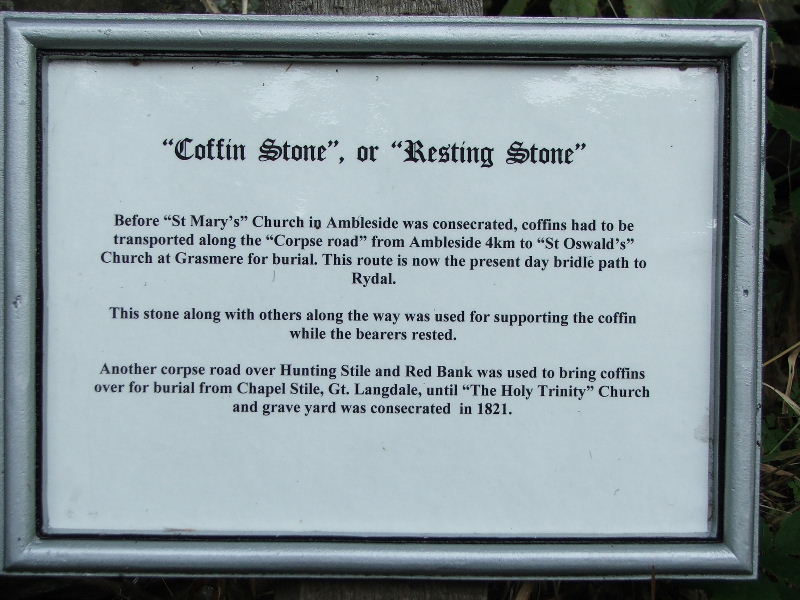 “Coffin Stone”, or “Resting Stone”
Before “St Mary’s” Church in Ambleside was consecrated, coffins had to be
transported along the “Corpse road” from Ambleside 4km to “St Oswald’s”
Church at Grasmere for burial. This route is now the present day bridle path to
Rydal.
This stone along with others along the way was used for supporting the coffin
while the bearers rested.
Another corpse road over Hunting Stile and Red Bank was used to bring coffins
over for burial from Chapel Stile, Gt. Langdale, until “The Holy Trinity” Church
and grave yard was consecrated in 1821.